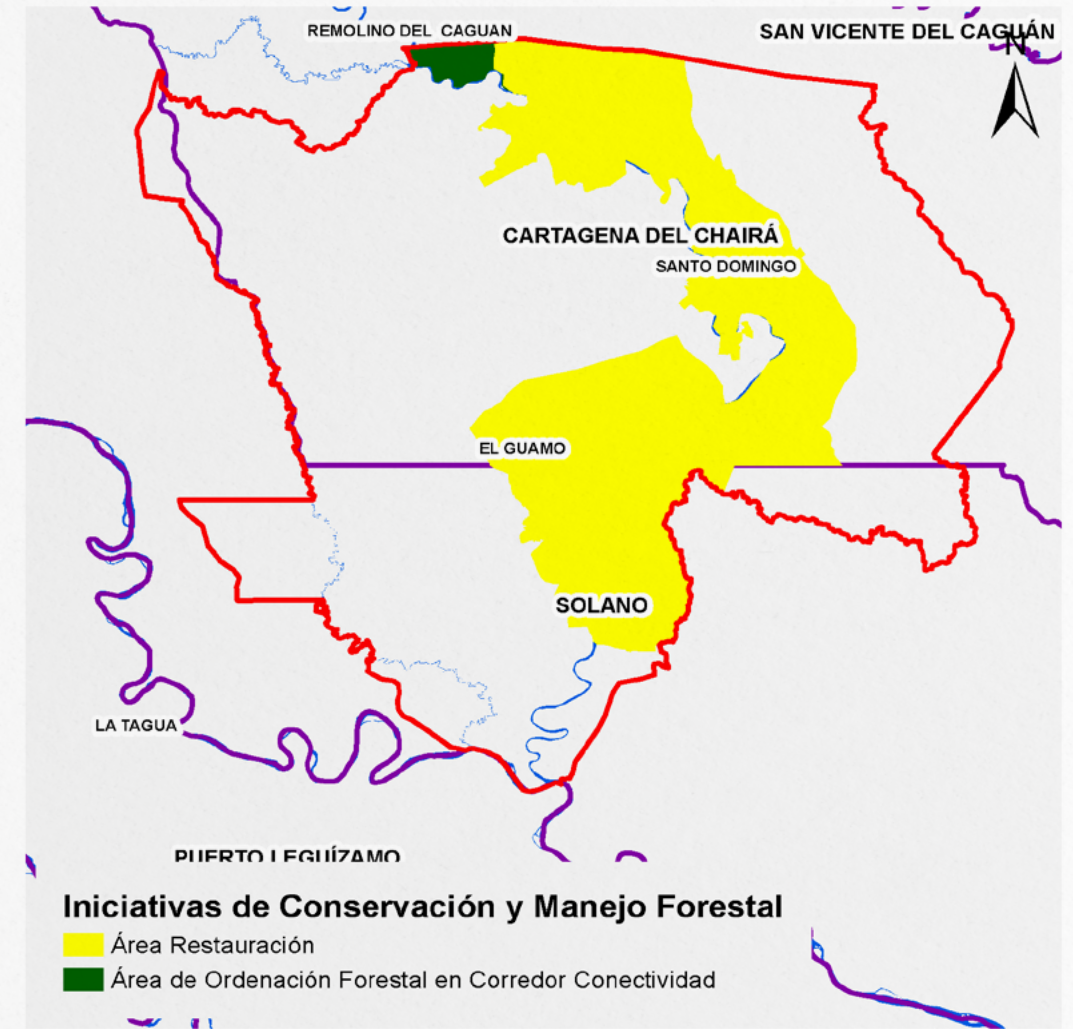 REMOLINO DEL CAGUAN
SAN VICENTE DEL CAGUÁN
N
CARTAGENA DEL CHAIRÁ
SANTO DOMINGO
EL GUAMO
SOLANO
LA TAGUA
PUERTO LEGUÍZAMO
Iniciativas de Conservación y Manejo Forestal
Área Restauración
Área de Ordenación Forestal en Corredor Conectividad